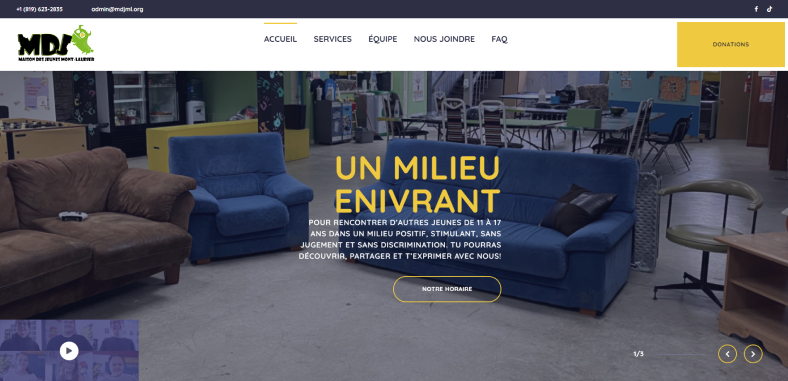 +1 (819) 623-2835 admin@mdjml.org
MDJ
MAISON DES JEUNES MONT-LAURIER
ACCUEIL SERVICES ÉQUIPE NOUS JOINDRE FAQ
DONATIONS
UN MILIEU
ENIVRANT
POUR RENCONTRER D'AUTRES JEUNES DE 11 À 17
ANS DANS UN MILIEU POSITIF, STIMULANT, SANS
JUGEMENT ET SANS DISCRIMINATION. TU POURRAS
DÉCOUVRIR, PARTAGER ET T'EXPRIMER AVEC NOUS!
NOTRE HORAIRE
1/3